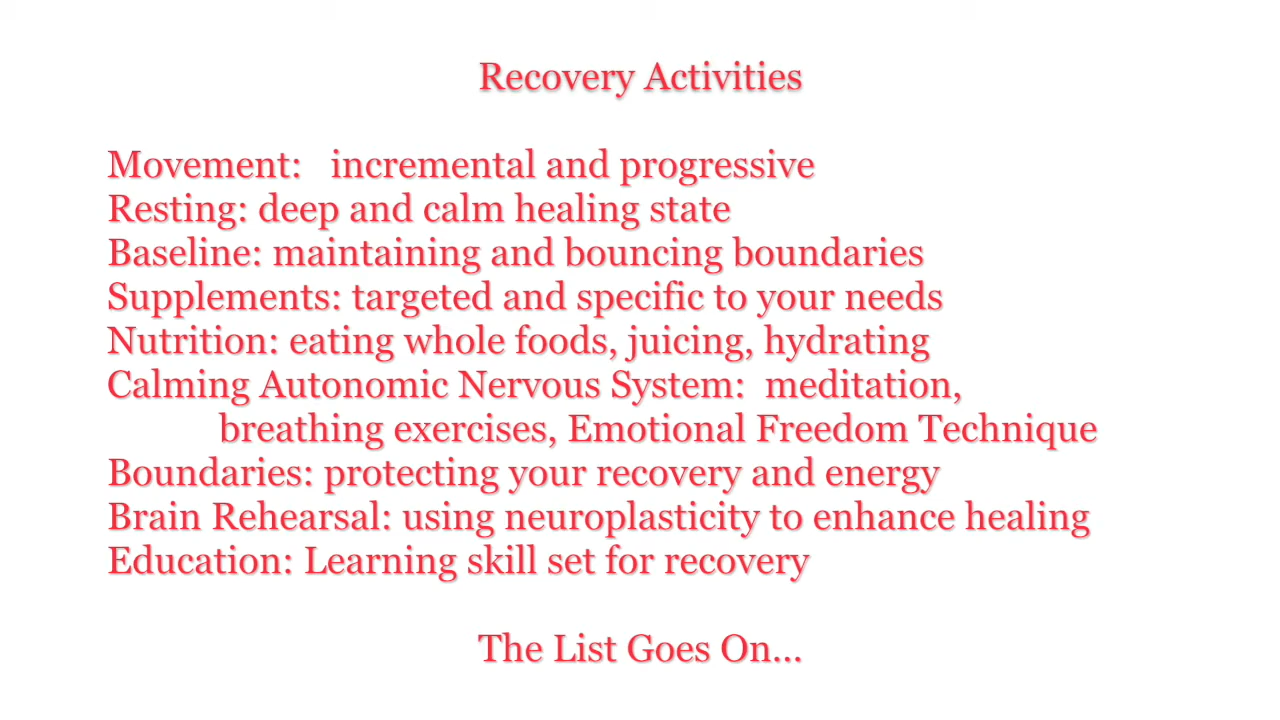 Recovery Activities
Movement:   incremental and progressive
Resting: deep and calm healing state
Baseline: maintaining and bouncing boundaries
Supplements: targeted and specific to your needs
Nutrition: eating whole foods, juicing, hydrating
Calming Autonomic Nervous System:  meditation,
breathing exercises, Emotional Freedom Technique
Boundaries: protecting your recovery and energy
Brain Rehearsal: using neuroplasticity to enhance healing
Education: Learning skill set for recovery
The List Goes On...